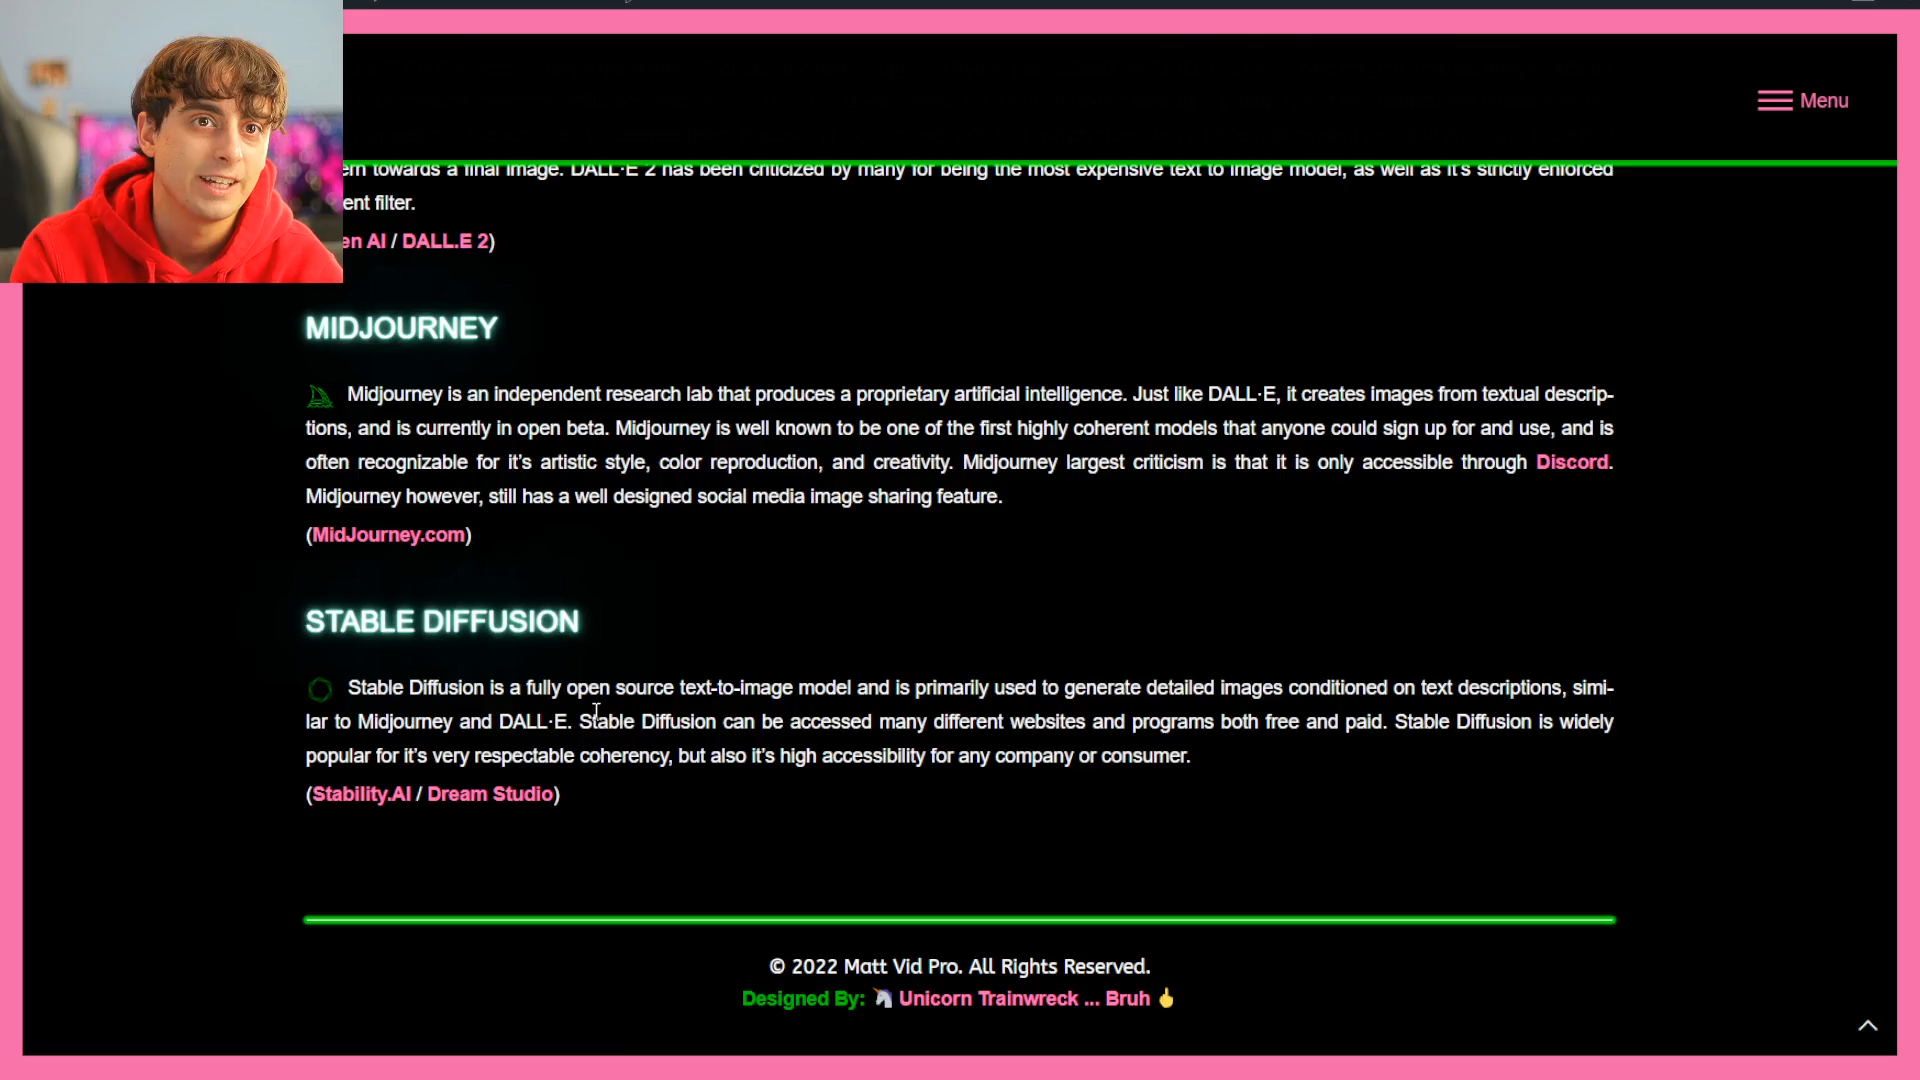 Menu
ern towards a final image. DALL·E 2 has been criticized by many for being the most expensive text to image model, as well as it's strictly enforced
ent filter.
en AI / DALL.E 2)
MIDJOURNEY
Midjourney is an independent research lab that produces a proprietary artificial intelligence. Just like DALL·E, it creates images from textual descrip-
tions, and is currently in open beta. Midjourney is well known to be one of the first highly coherent models that anyone could sign up for and use, and is
often recognizable for it's artistic style, color reproduction, and creativity. Midjourney largest criticism is that it is only accessible through Discord.
Midjourney however, still has a well designed social media image sharing feature.
(MidJourney.com)
STABLE DIFFUSION
Stable Diffusion is a fully open source text-to-image model and is primarily used to generate detailed images conditioned on text descriptions, simi-
lar to Midjourney and DALL·E. Stable Diffusion can be accessed many different websites and programs both free and paid. Stable Diffusion is widely
popular for it's very respectable coherency, but also it's high accessibility for any company or consumer.
(Stability.AI / Dream Studio)
© 2022 Matt Vid Pro. All Rights Reserved.
Designed By: 🦄 Unicorn Trainwreck ... Bruh 🖕